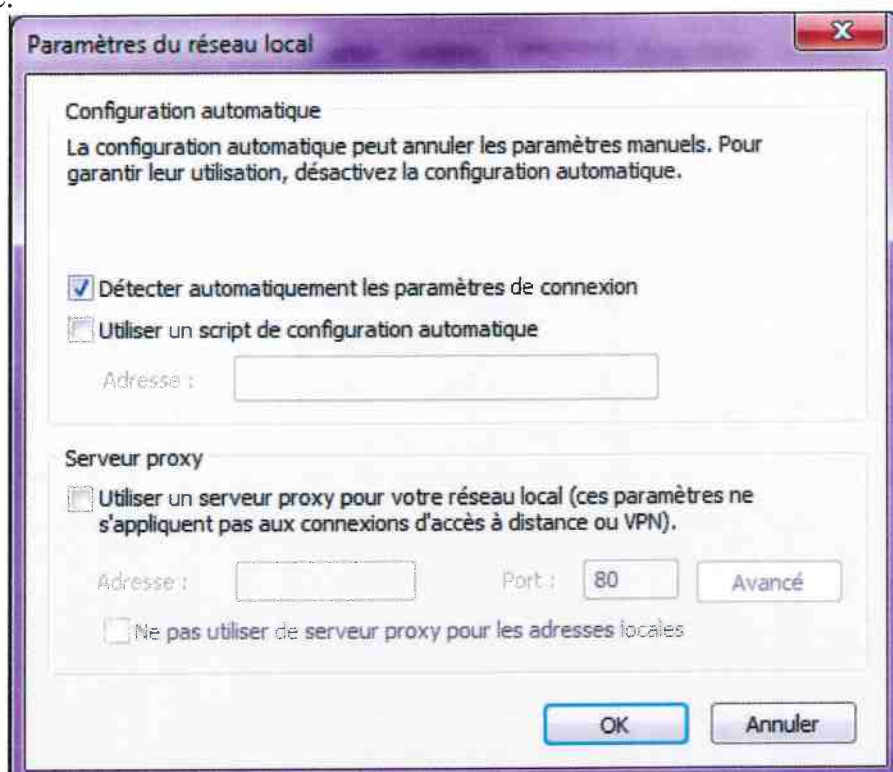 Paramètres du réseau local
Configuration automatique
La configuration automatique peut annuler les paramètres manuels. Pour
garantir leur utilisation, désactivez la configuration automatique.
Détecter automatiquement les paramètres de connexion
Utiliser un script de configuration automatique
Adresse :
Serveur proxy
Utiliser un serveur proxy pour votre réseau local (ces paramètres ne
s'appliquent pas aux connexions d'accès à distance ou VPN).
Adresse : Port : 80 Avancé
Ne pas utiliser de serveur proxy pour les adresses locales
OK Annuler